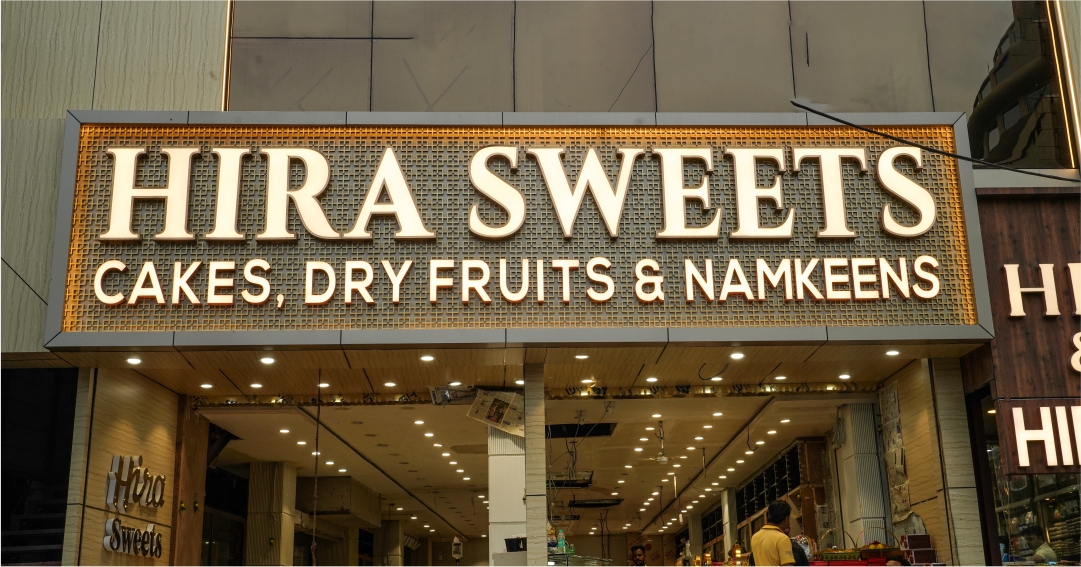 HIRA SWEETS
CAKES, DRY FRUITS & NAMKEENS
Hira
Sweets